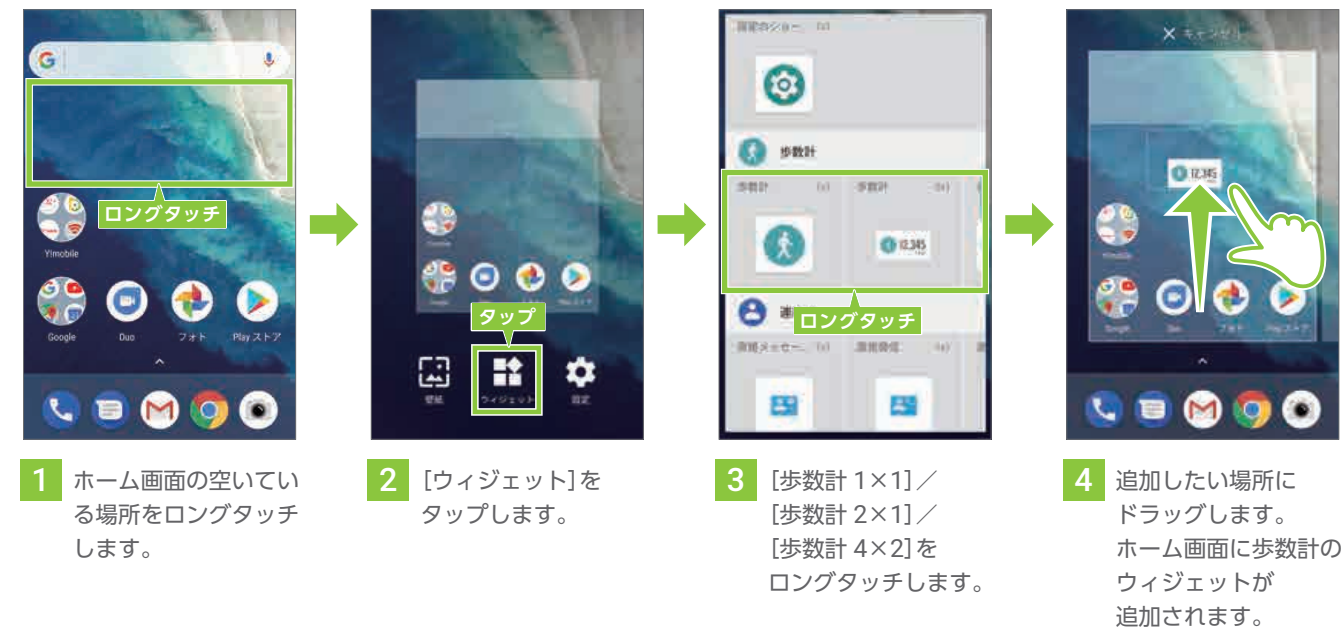 ロングタッチ
Y!mobile
Google
Duo
フォト
Play ストア
1
ホーム画面の空いてい
る場所をロングタッチ
します。
タップ
壁紙
ウィジェット
設定
2
[ウィジェット]を
タップします。
歩数計
歩数計
歩数計
12,345
ロングタッチ
3
[歩数計 1×1]／
[歩数計 2×1]／
[歩数計 4×2]を
ロングタッチします。
× キャンセル
12,345
4
追加したい場所に
ドラッグします。
ホーム画面に歩数計の
ウィジェットが
追加されます。